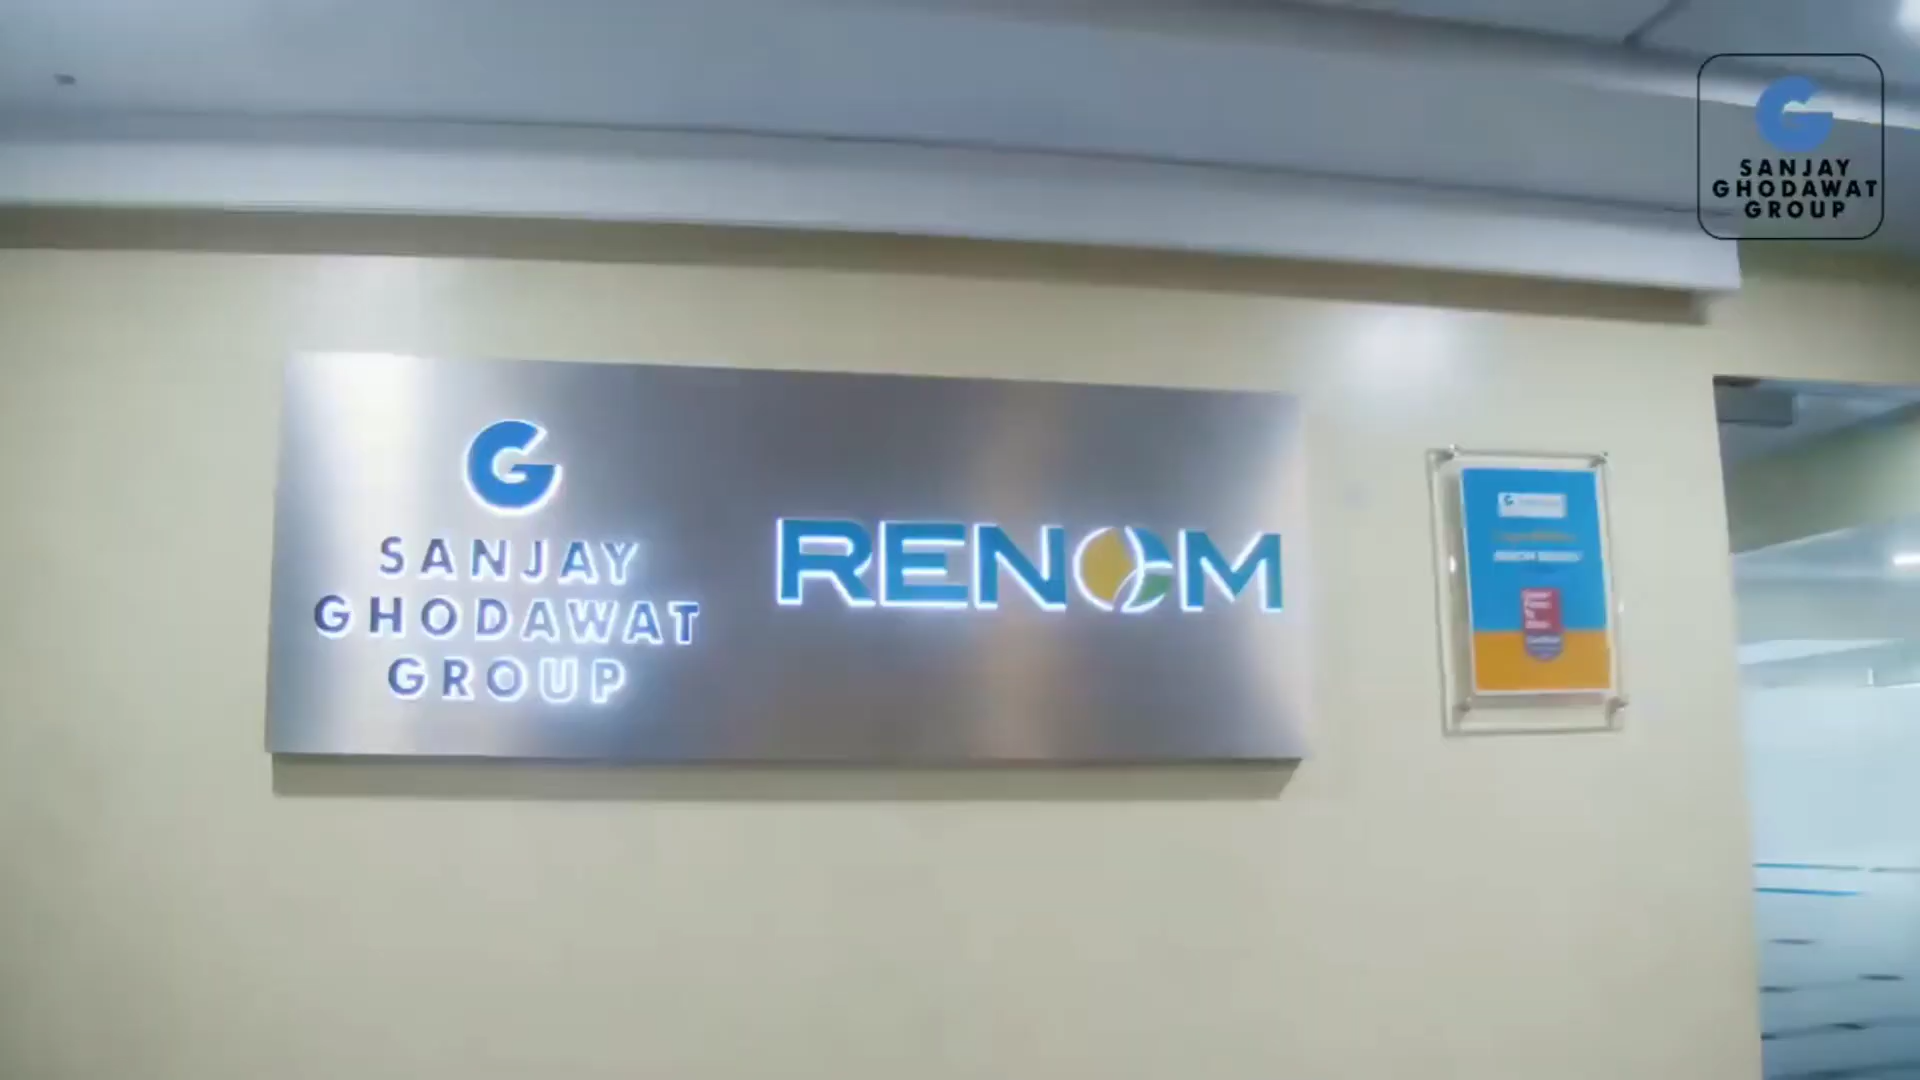 SANJAY
GHODAWAT
GROUP
G
SANJAY
GHODAWAT
GROUP
RENOM